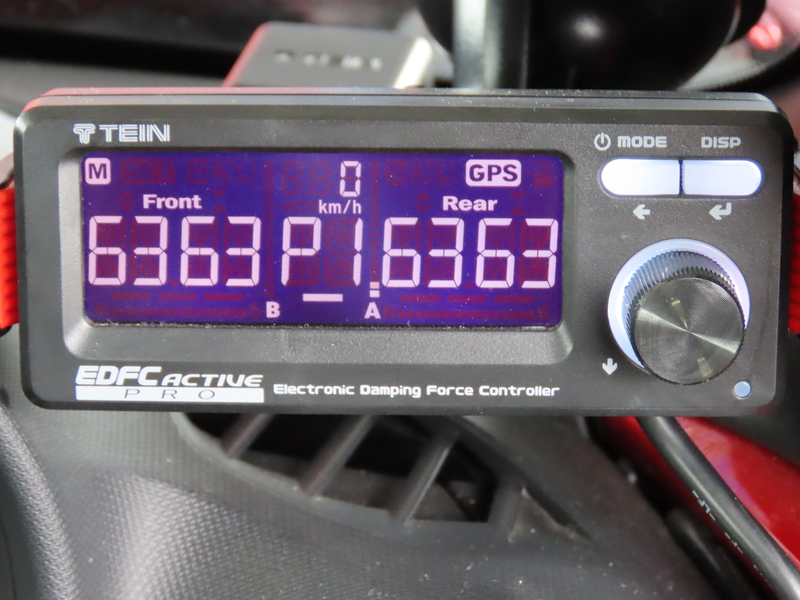 TEIN
MODE DISP
M 0 GPS
Front km/h Rear
6363 P1 6363
B A
EDFC ACTIVE
PRO
Electronic Damping Force Controller